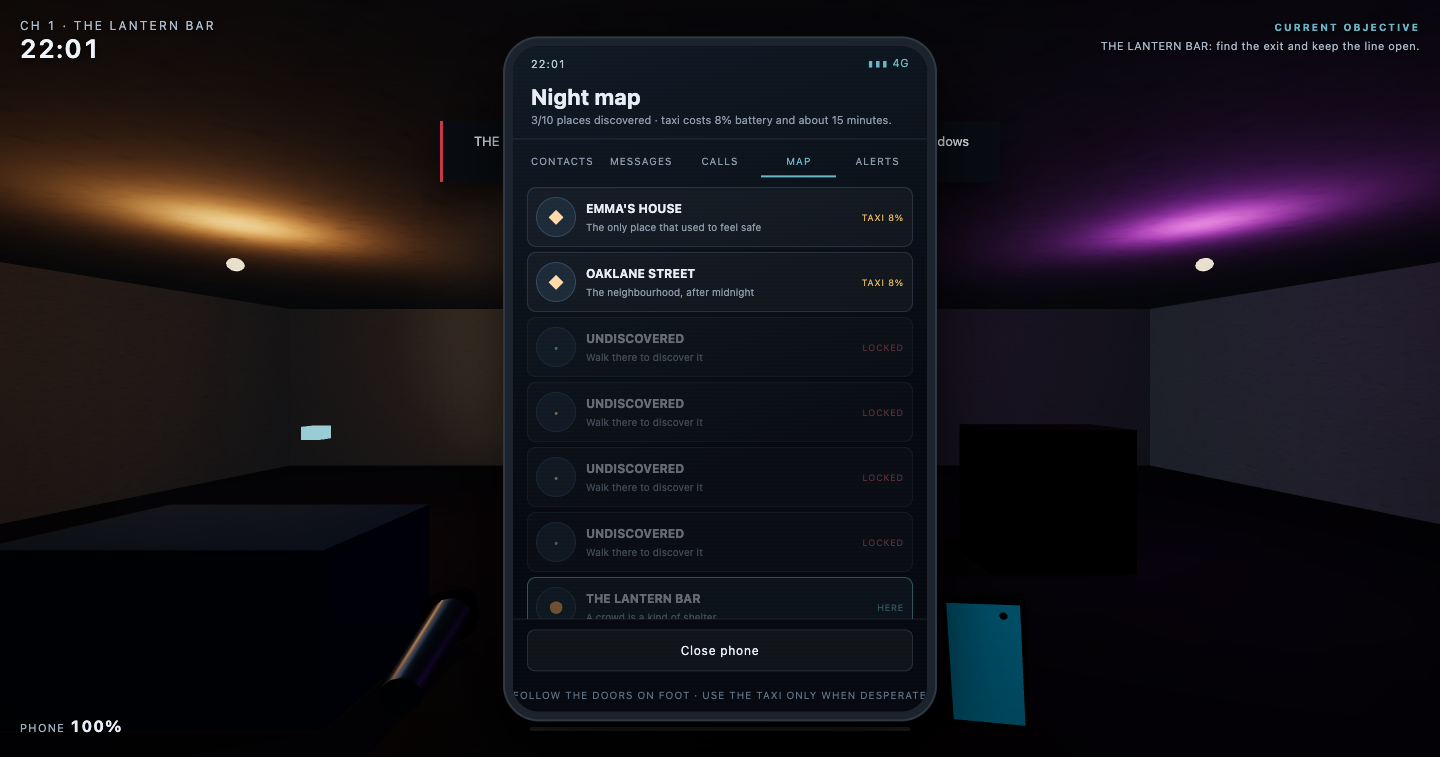 CH 1 · THE LANTERN BAR
22:01
CURRENT OBJECTIVE
THE LANTERN BAR: find the exit and keep the line open.
THE
dows
22:01
4G
Night map
3/10 places discovered · taxi costs 8% battery and about 15 minutes.
CONTACTS MESSAGES CALLS MAP ALERTS
EMMA'S HOUSE
The only place that used to feel safe
TAXI 8%
OAKLANE STREET
The neighbourhood, after midnight
TAXI 8%
UNDISCOVERED
Walk there to discover it
LOCKED
UNDISCOVERED
Walk there to discover it
LOCKED
UNDISCOVERED
Walk there to discover it
LOCKED
UNDISCOVERED
Walk there to discover it
LOCKED
THE LANTERN BAR
A crowd is a kind of shelter
HERE
Close phone
FOLLOW THE DOORS ON FOOT · USE THE TAXI ONLY WHEN DESPERATE
PHONE 100%